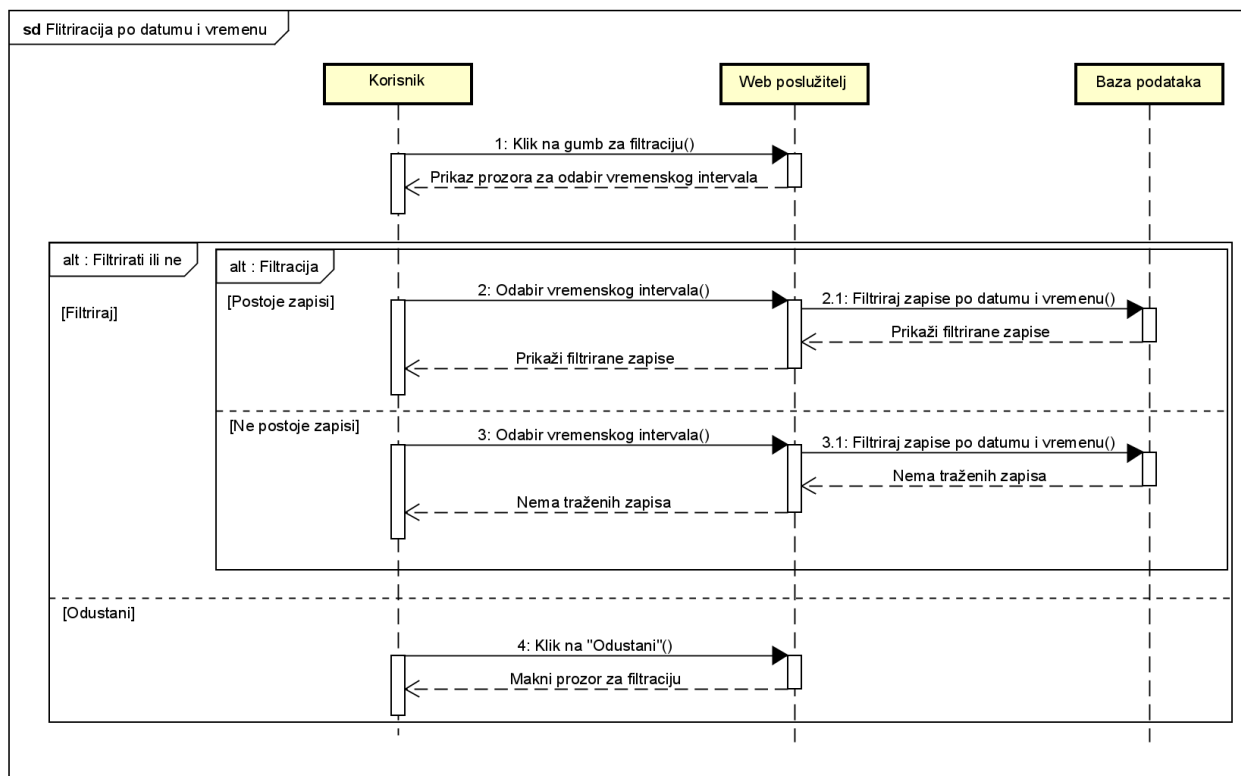 sd Flitriracija po datumu i vremenu
Korisnik
Web poslužitelj
Baza podataka
1: Klik na gumb za filtraciju()
Prikaz prozora za odabir vremenskog intervala
alt : Filtrirati ili ne
alt : Filtracija
[Filtriraj]
[Postoje zapisi]
2: Odabir vremenskog intervala()
2.1: Filtriraj zapise po datumu i vremenu()
Prikaži filtrirane zapise
Prikaži filtrirane zapise
[Ne postoje zapisi]
3: Odabir vremenskog intervala()
3.1: Filtriraj zapise po datumu i vremenu()
Nema traženih zapisa
Nema traženih zapisa
[Odustani]
4: Klik na "Odustani"()
Makni prozor za filtraciju